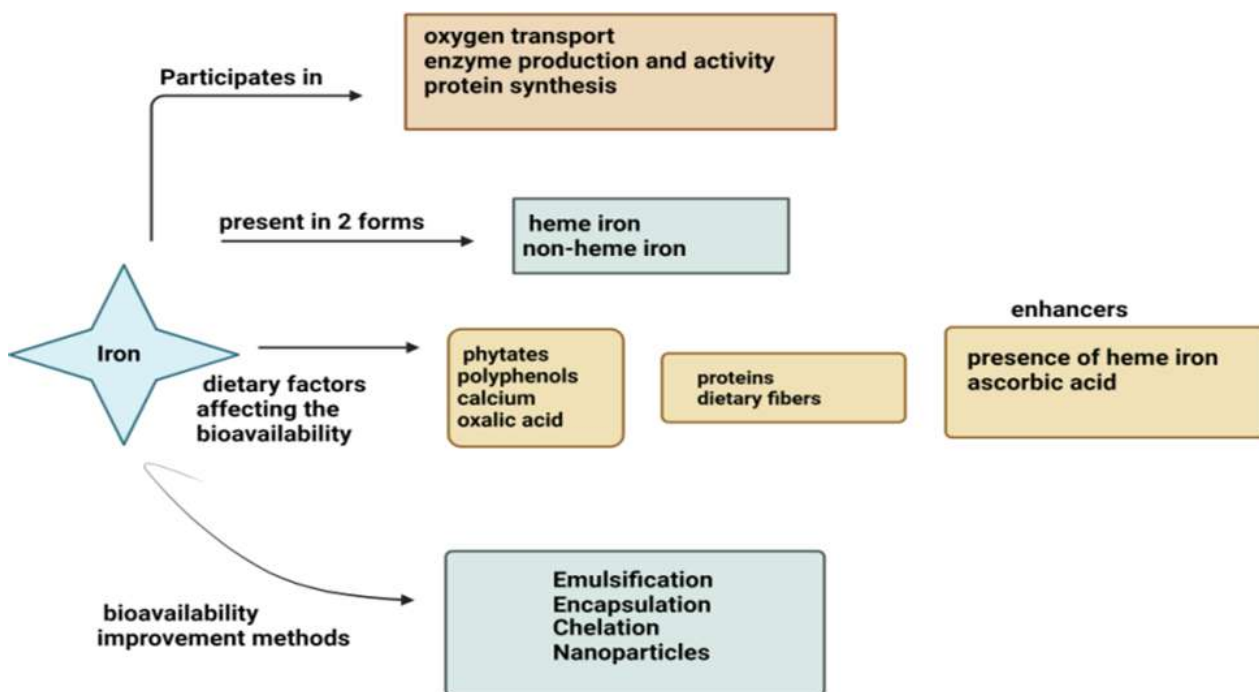 Participates in
oxygen transport
enzyme production and activity
protein synthesis
present in 2 forms
heme iron
non-heme iron
Iron
dietary factors
affecting the
bioavailability
phytates
polyphenols
calcium
oxalic acid
proteins
dietary fibers
enhancers
presence of heme iron
ascorbic acid
bioavailability
improvement methods
Emulsification
Encapsulation
Chelation
Nanoparticles